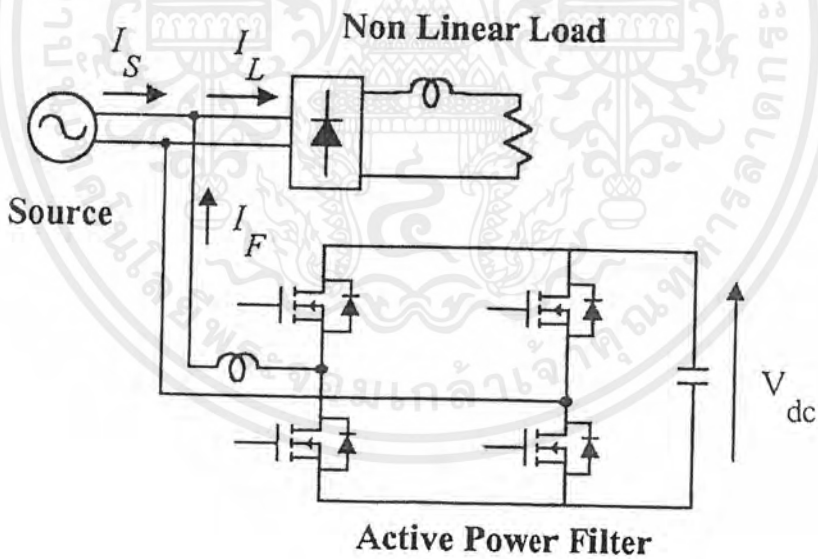 Non Linear Load
I_S
I_L
Source
I_F
V_dc
Active Power Filter